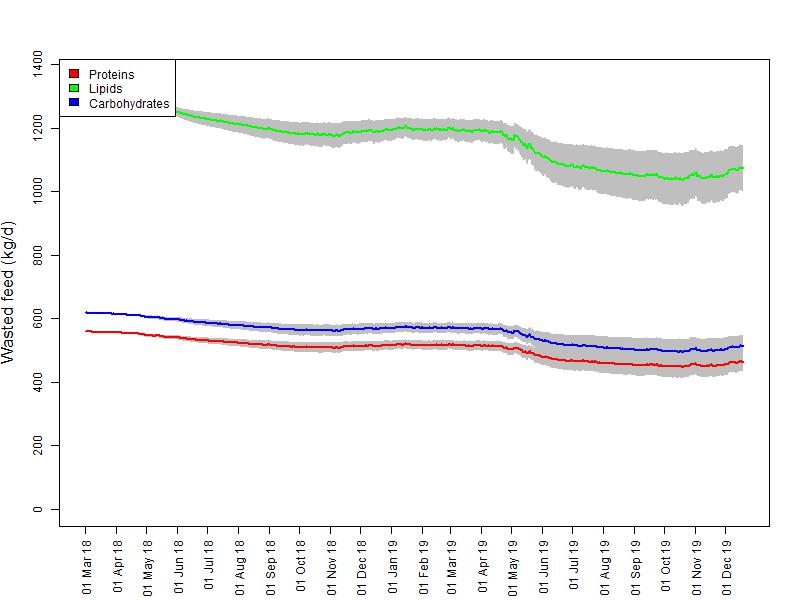 Proteins
Lipids
Carbohydrates
Wasted feed (kg/d)
1400
1200
1000
800
600
400
200
0
01 Mar 18
01 Apr 18
01 May 18
01 Jun 18
01 Jul 18
01 Aug 18
01 Sep 18
01 Oct 18
01 Nov 18
01 Dec 18
01 Jan 19
01 Feb 19
01 Mar 19
01 Apr 19
01 May 19
01 Jun 19
01 Jul 19
01 Aug 19
01 Sep 19
01 Oct 19
01 Nov 19
01 Dec 19